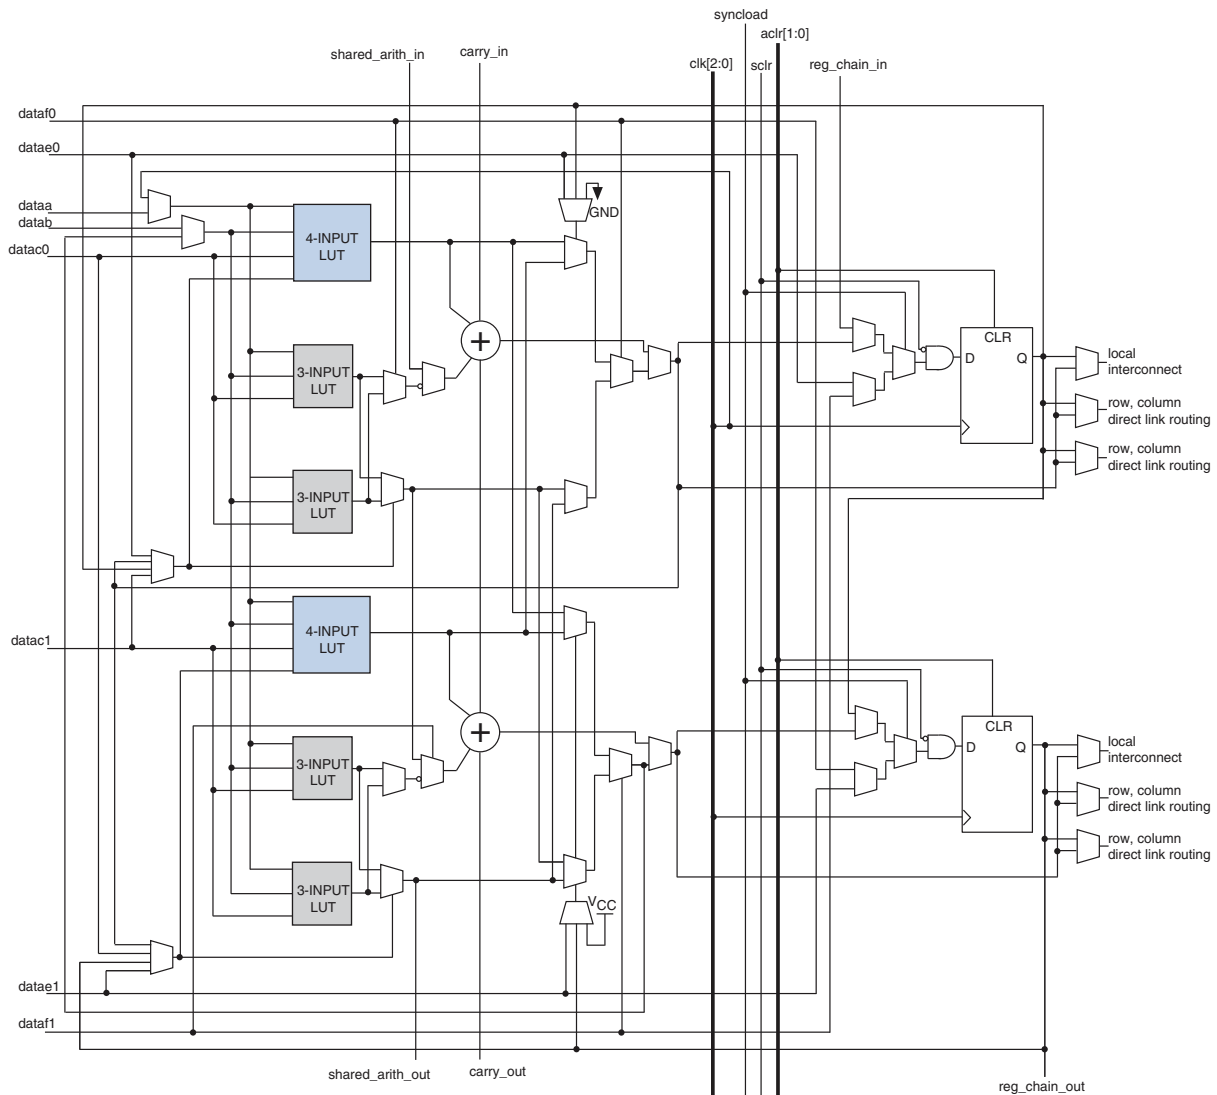 syncload
aclr[1:0]
shared_arith_in
carry_in
clk[2:0]
sclr
reg_chain_in
dataf0
datae0
dataa
datab
datac0
GND
4-INPUT
LUT
3-INPUT
LUT
+
CLR
D
Q
local
interconnect
row, column
direct link routing
row, column
direct link routing
3-INPUT
LUT
4-INPUT
LUT
datac1
3-INPUT
LUT
+
CLR
D
Q
local
interconnect
row, column
direct link routing
row, column
direct link routing
3-INPUT
LUT
VCC
datae1
dataf1
shared_arith_out
carry_out
reg_chain_out